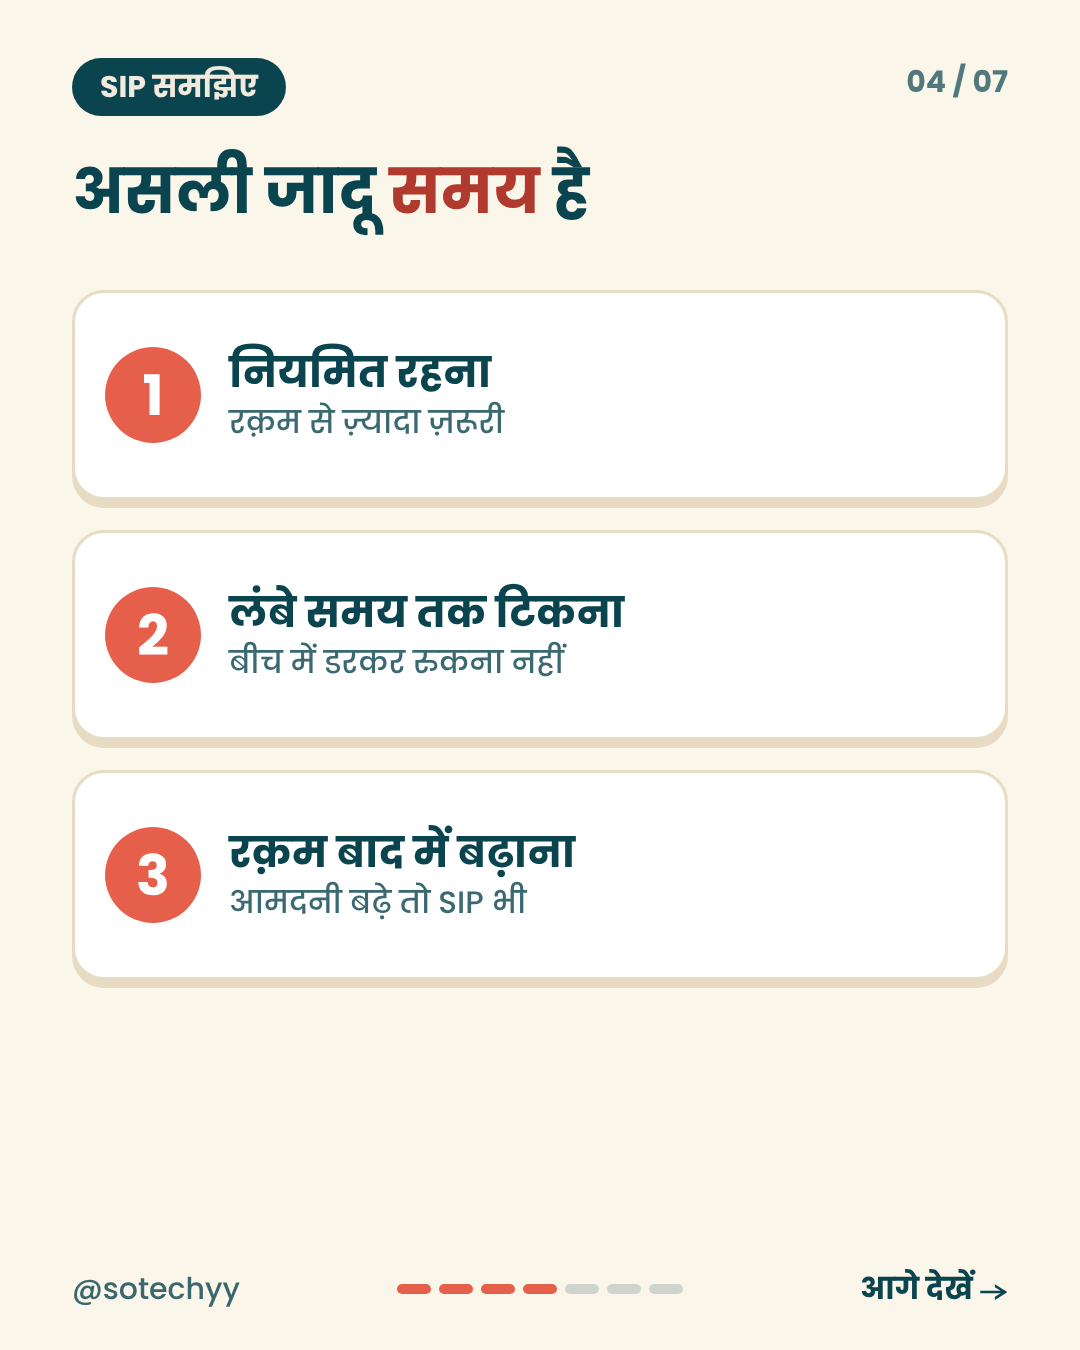 SIP समझिए
04 / 07
असली जादू समय है
1
नियमित रहना
रक़म से ज़्यादा ज़रूरी
2
लंबे समय तक टिकना
बीच में डरकर रुकना नहीं
3
रक़म बाद में बढ़ाना
आमदनी बढ़े तो SIP भी
@sotechyy
आगे देखें →